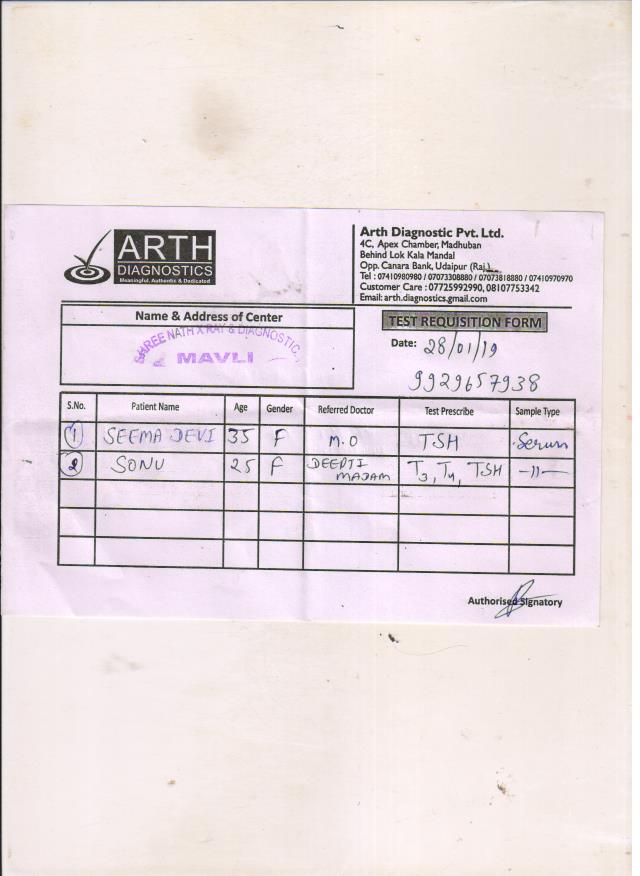 ARTH
DIAGNOSTICS
Meaningful, Authentic & Dedicated
Arth Diagnostic Pvt. Ltd.
4C, Apex Chamber, Madhuban
Behind Lok Kala Mandal
Opp. Canara Bank, Udaipur (Raj.)
Tel : 07410980980 / 07073308880 / 07073818880 / 07410970970
Customer Care : 07725992990, 08107753342
Email: arth.diagnostics.gmail.com
Name & Address of Center
SHREE NATH X RAY & DIAGNOSTIC
MAVLI
TEST REQUISITION FORM
Date: 28/01/19
9929657938
S.No. Patient Name Age Gender Referred Doctor Test Prescribe Sample Type
1 SEEMA DEVI 35 F M.O TSH Serum
2 SONU 25 F DEEPTI MADAM T3, T4, TSH -11-
Authorised Signatory